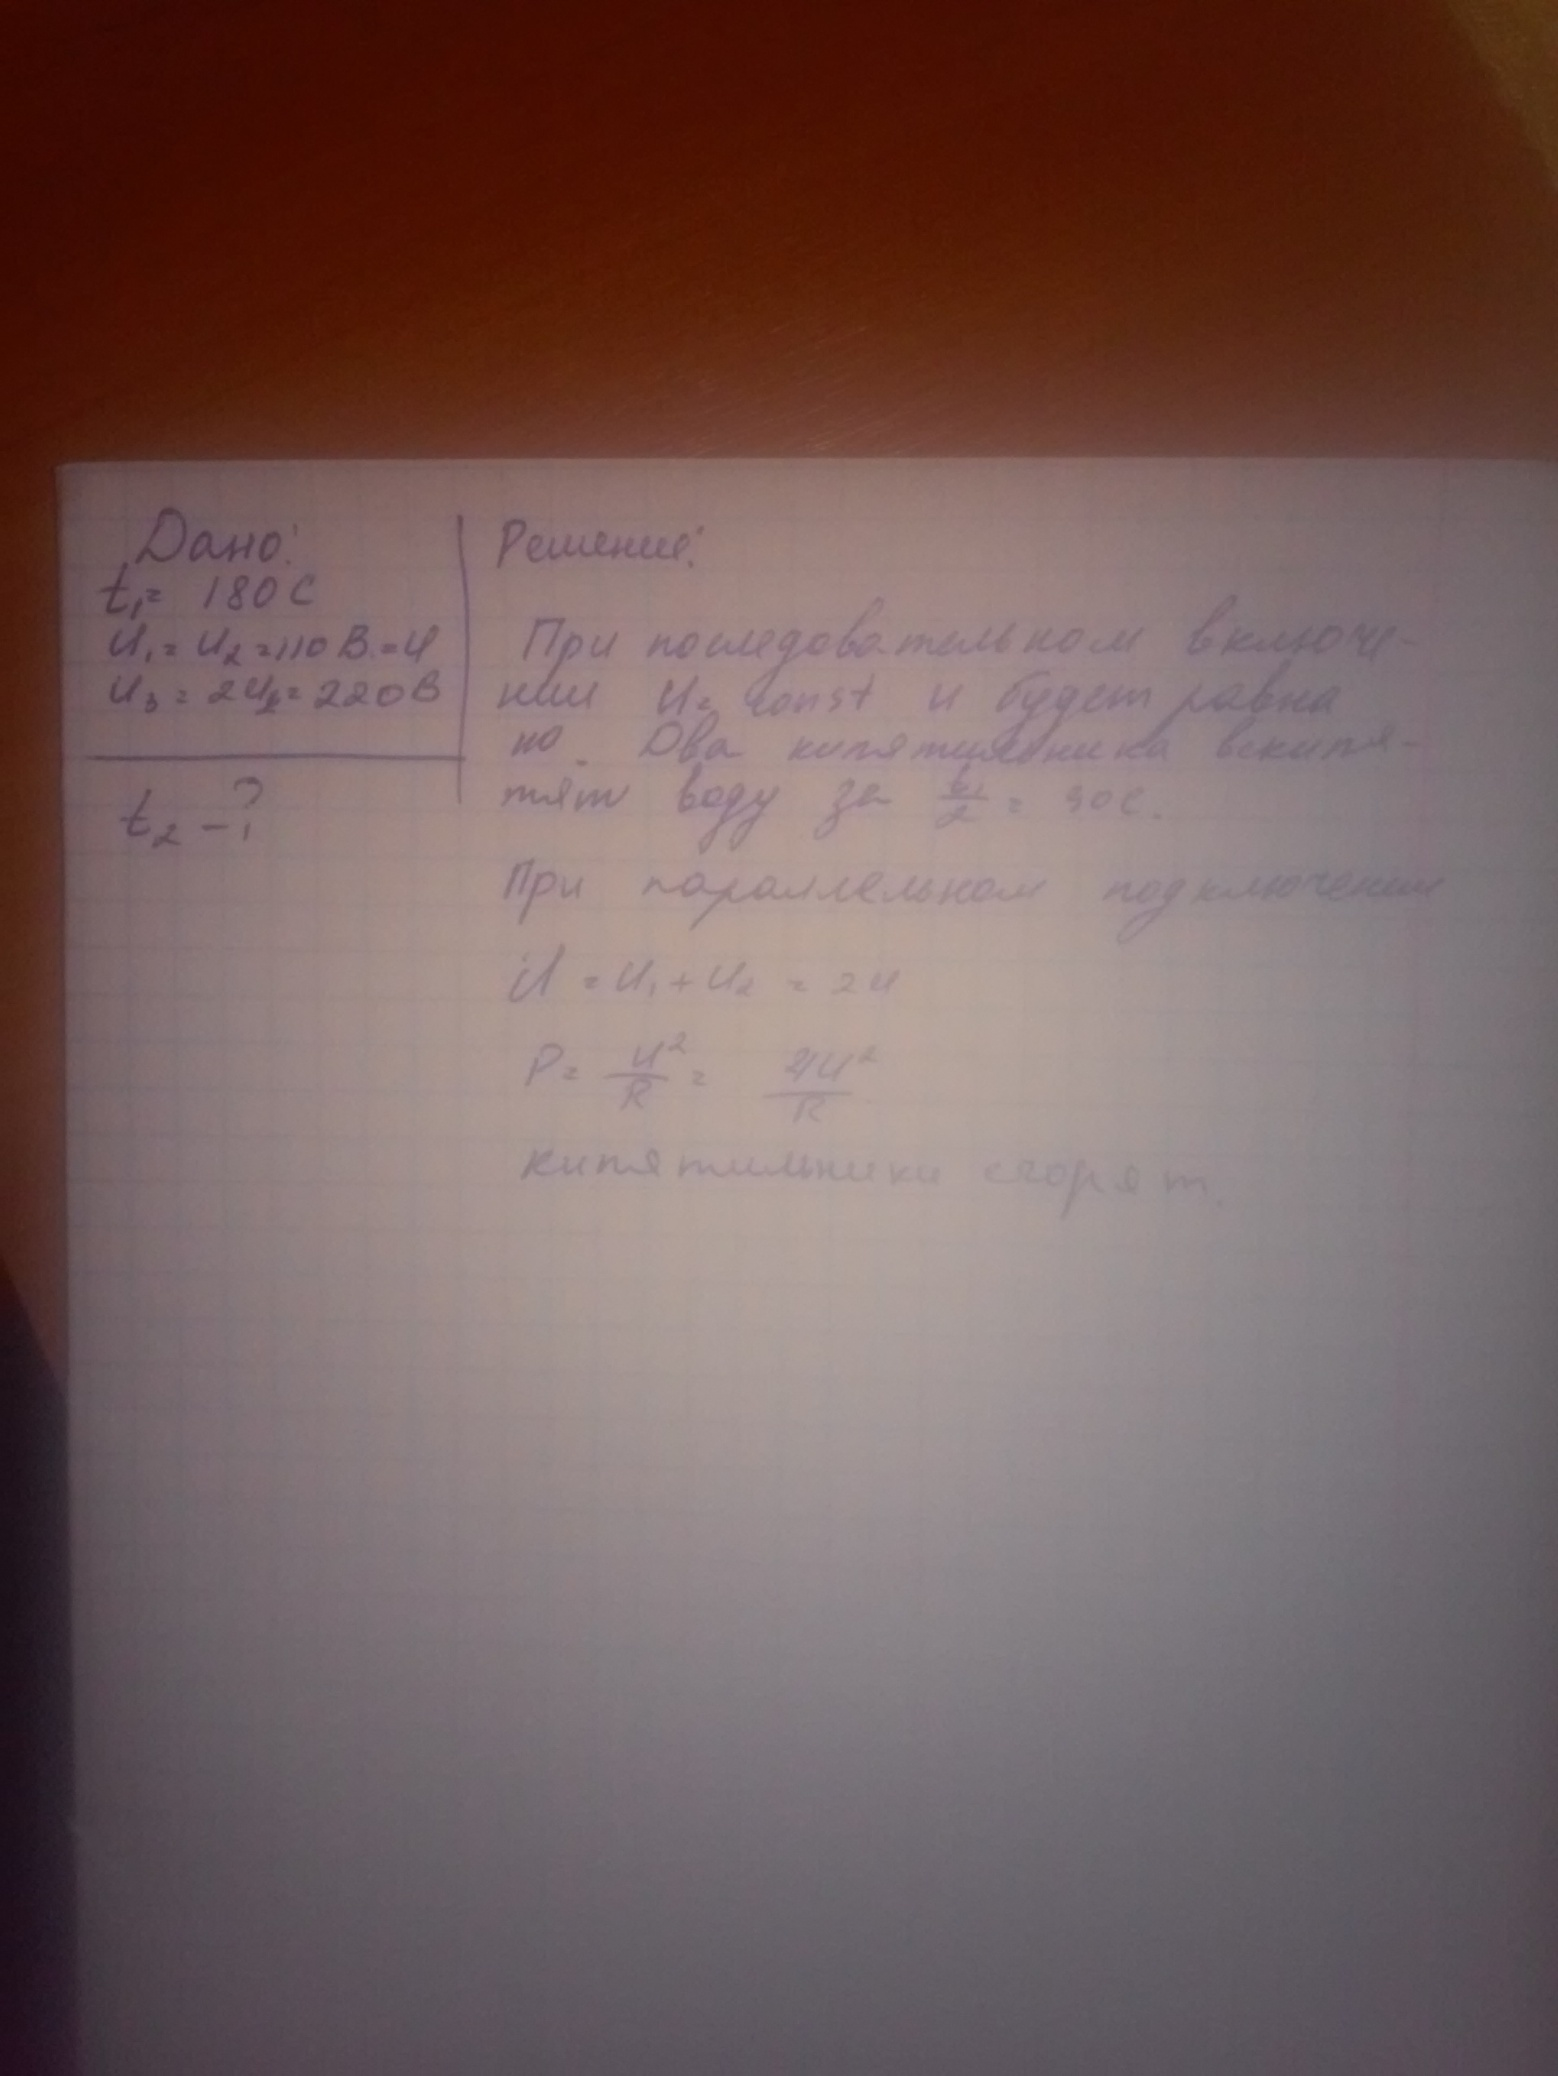 Дано:
t₁ = 180 С
U₁ = U₂ = 110 В = U
U₃ = 2U₂ = 220 В
t₂ - ?
Решение:
При последовательном включе-
нии U = const и будет равна
110. Два кипятильника вскипя-
тят воду за t₁/2 = 90 С.
При параллельном подключении
U = U₁ + U₂ = 2U
P = U²/R = 4U²/R
кипятильники сгорят.